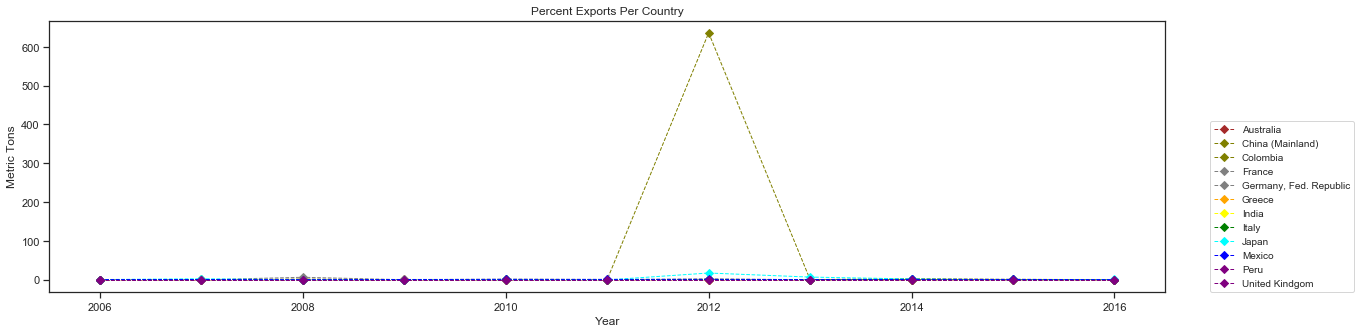 Percent Exports Per Country
Metric Tons
600
500
400
300
200
100
0
2006
2008
2010
2012
2014
2016
Year
Australia
China (Mainland)
Colombia
France
Germany, Fed. Republic
Greece
India
Italy
Japan
Mexico
Peru
United Kindgom